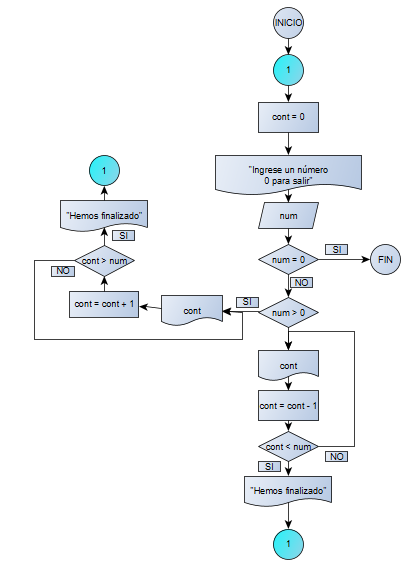 INICIO
1
cont = 0
"Ingrese un número
0 para salir"
num
num = 0
SI
FIN
NO
num > 0
SI
cont
cont = cont + 1
cont > num
NO
SI
"Hemos finalizado"
1
cont
cont = cont - 1
cont < num
NO
SI
"Hemos finalizado"
1